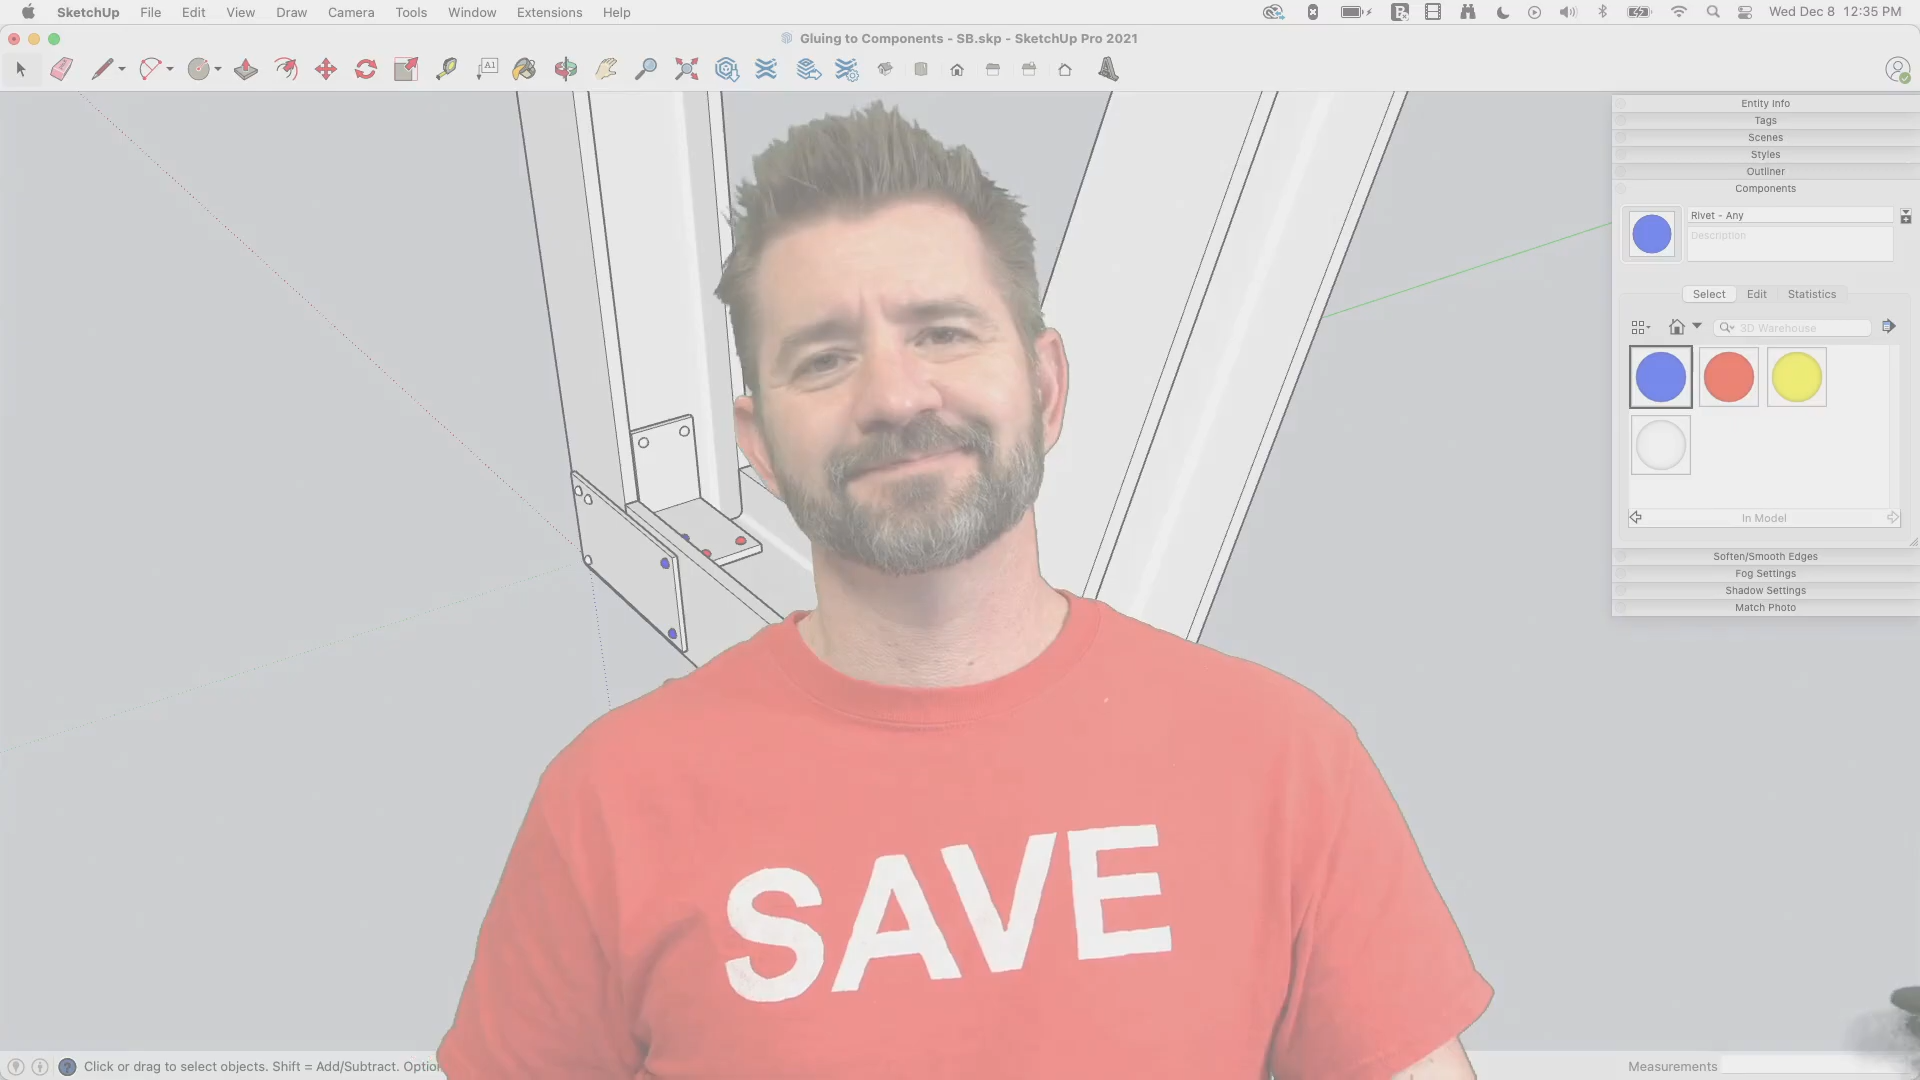 SketchUp File Edit View Draw Camera Tools Window Extensions Help Wed Dec 8 12:35 PM
Gluing to Components - SB.skp - SketchUp Pro 2021
A1
Entity Info
Tags
Scenes
Styles
Outliner
Components
Rivet - Any
Description
Select Edit Statistics
3D Warehouse
In Model
Soften/Smooth Edges
Fog Settings
Shadow Settings
Match Photo
SAVE
Click or drag to select objects. Shift = Add/Subtract. Optio
Measurements